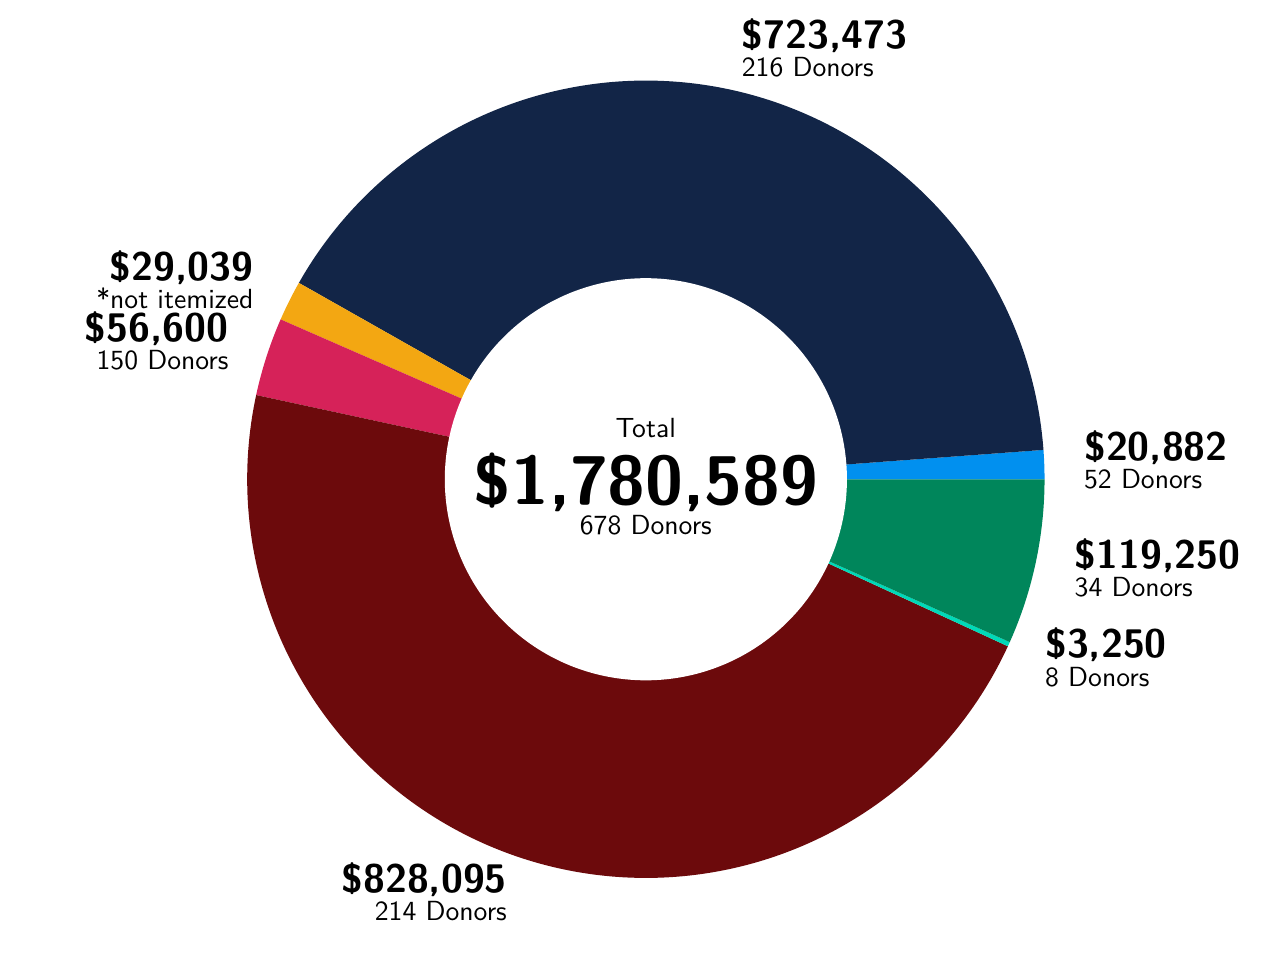 $723,473
216 Donors
$29,039
*not itemized
$56,600
150 Donors
Total
$1,780,589
678 Donors
$20,882
52 Donors
$119,250
34 Donors
$3,250
8 Donors
$828,095
214 Donors